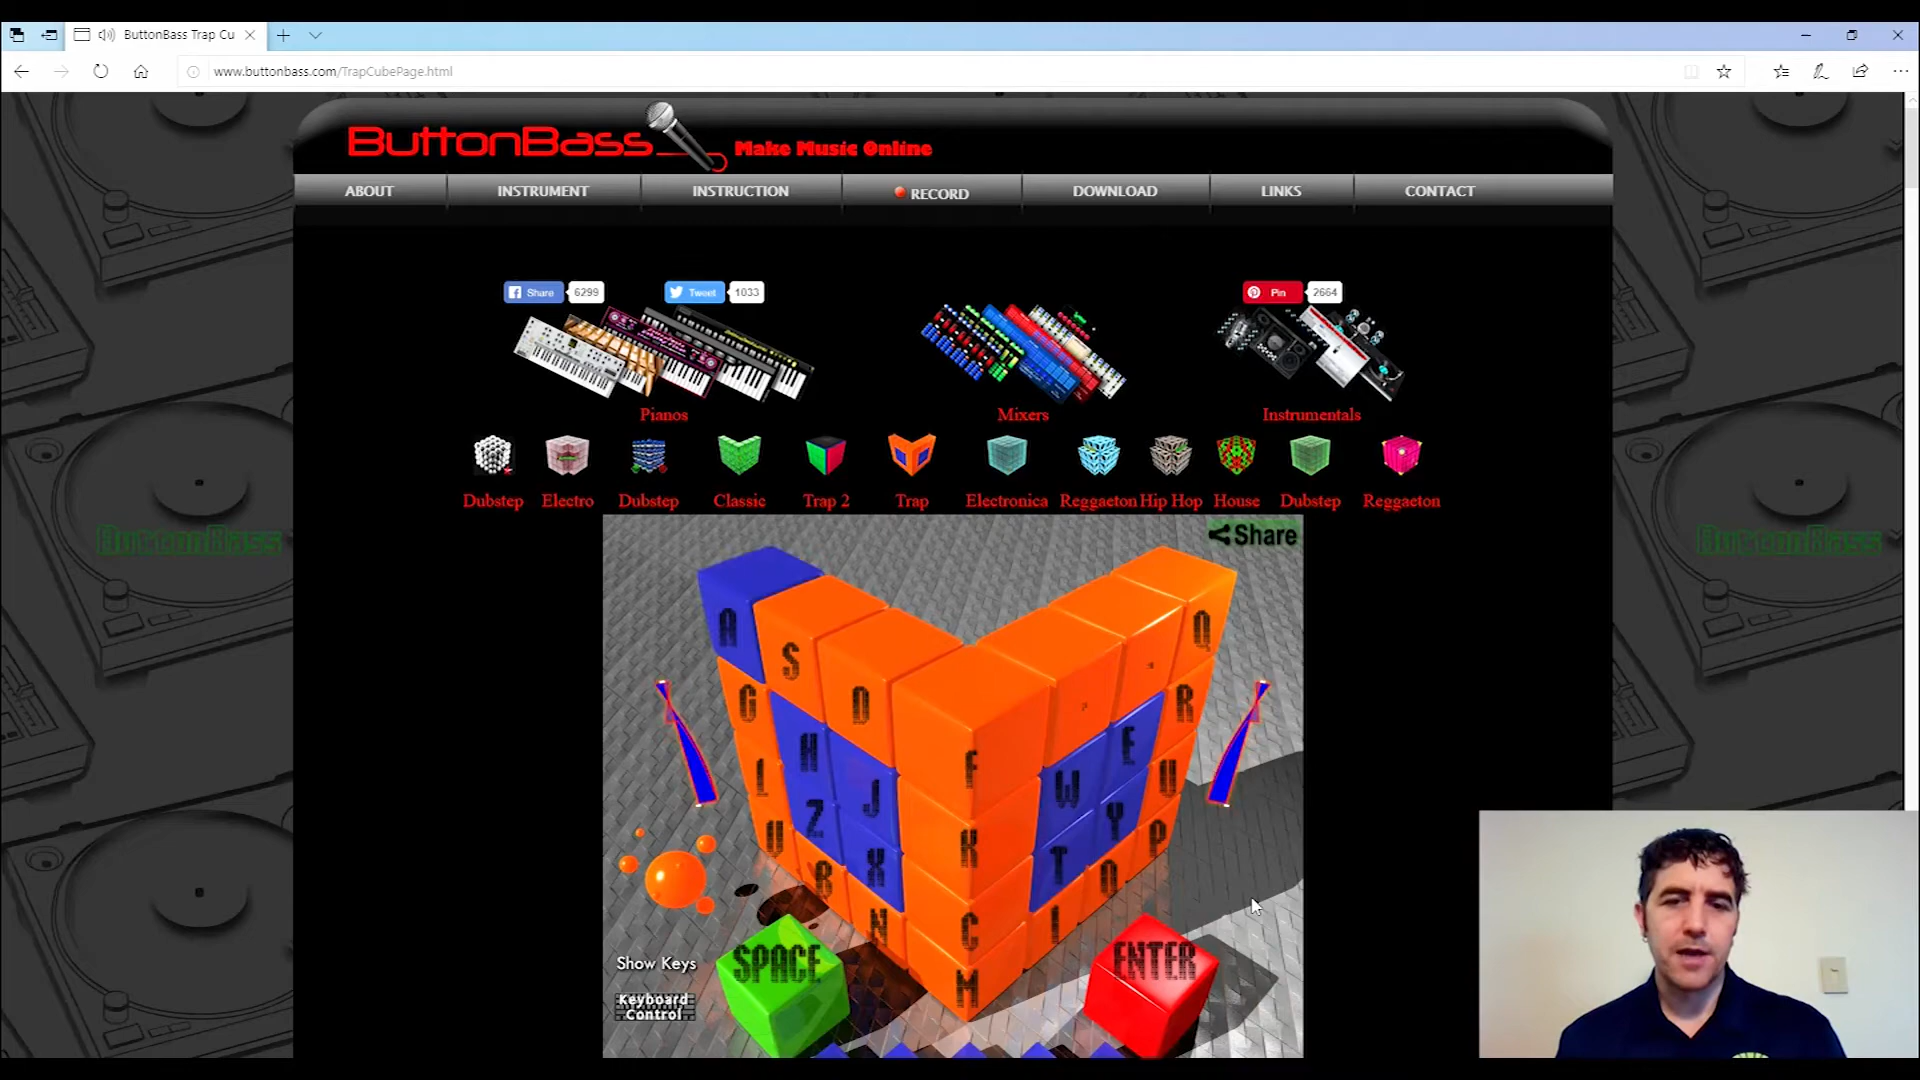 ButtonBass Trap Cu
www.buttonbass.com/TrapCubePage.html
ButtonBass
Make Music Online
ABOUT
INSTRUMENT
INSTRUCTION
RECORD
DOWNLOAD
LINKS
CONTACT
Share 6299
Tweet 1033
Pin 2664
Pianos
Mixers
Instrumentals
Dubstep
Electro
Dubstep
Classic
Trap 2
Trap
Electronica
Reggaeton
Hip Hop
House
Dubstep
Reggaeton
Share
ButtonBass
ButtonBass
A
S
D
F
G
H
J
K
L
Z
X
C
V
B
N
M
Q
W
E
R
T
Y
U
I
O
P
SPACE
ENTER
Show Keys
Keyboard
Control